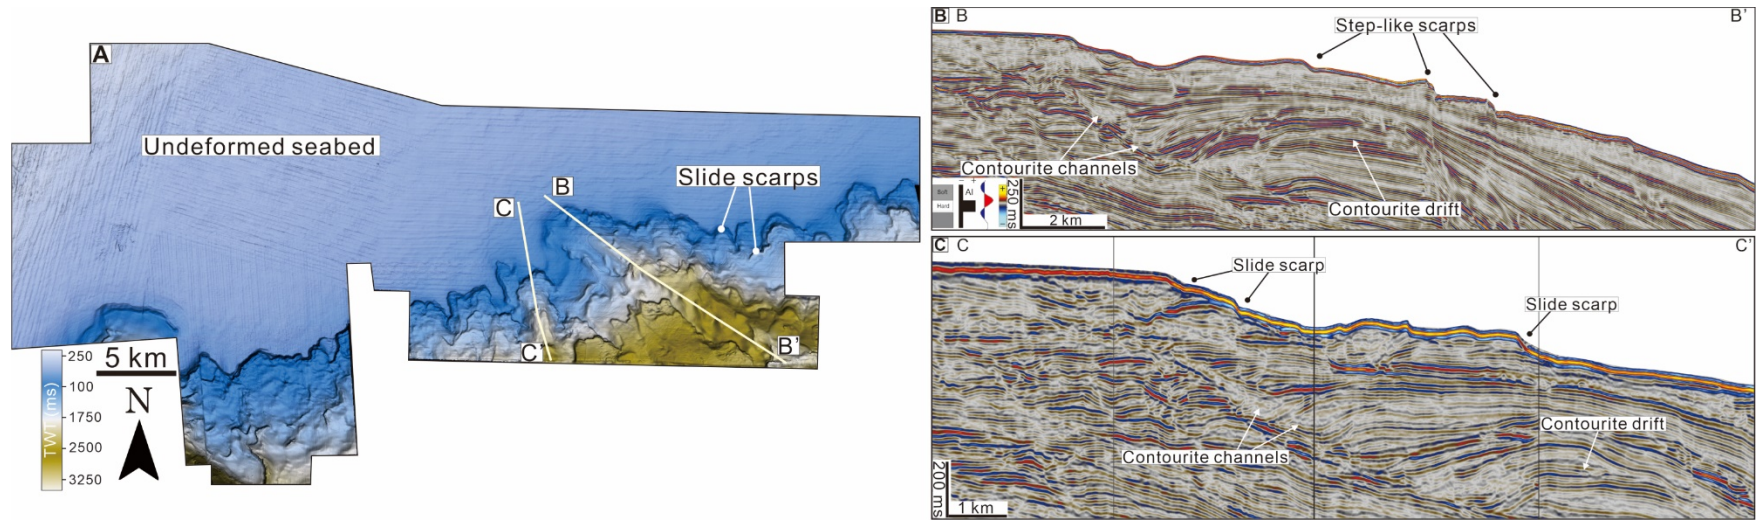 A
Undeformed seabed
Slide scarps
B
C
C'
B'
5 km
N
TWT (ms)
250
100
1750
2500
3250
B B B'
Step-like scarps
Contourite channels
Contourite drift
Soft
Hard
- +
AI
+
-
250 ms
2 km
C C C'
Slide scarp
Slide scarp
Contourite drift
Contourite channels
200 ms
1 km